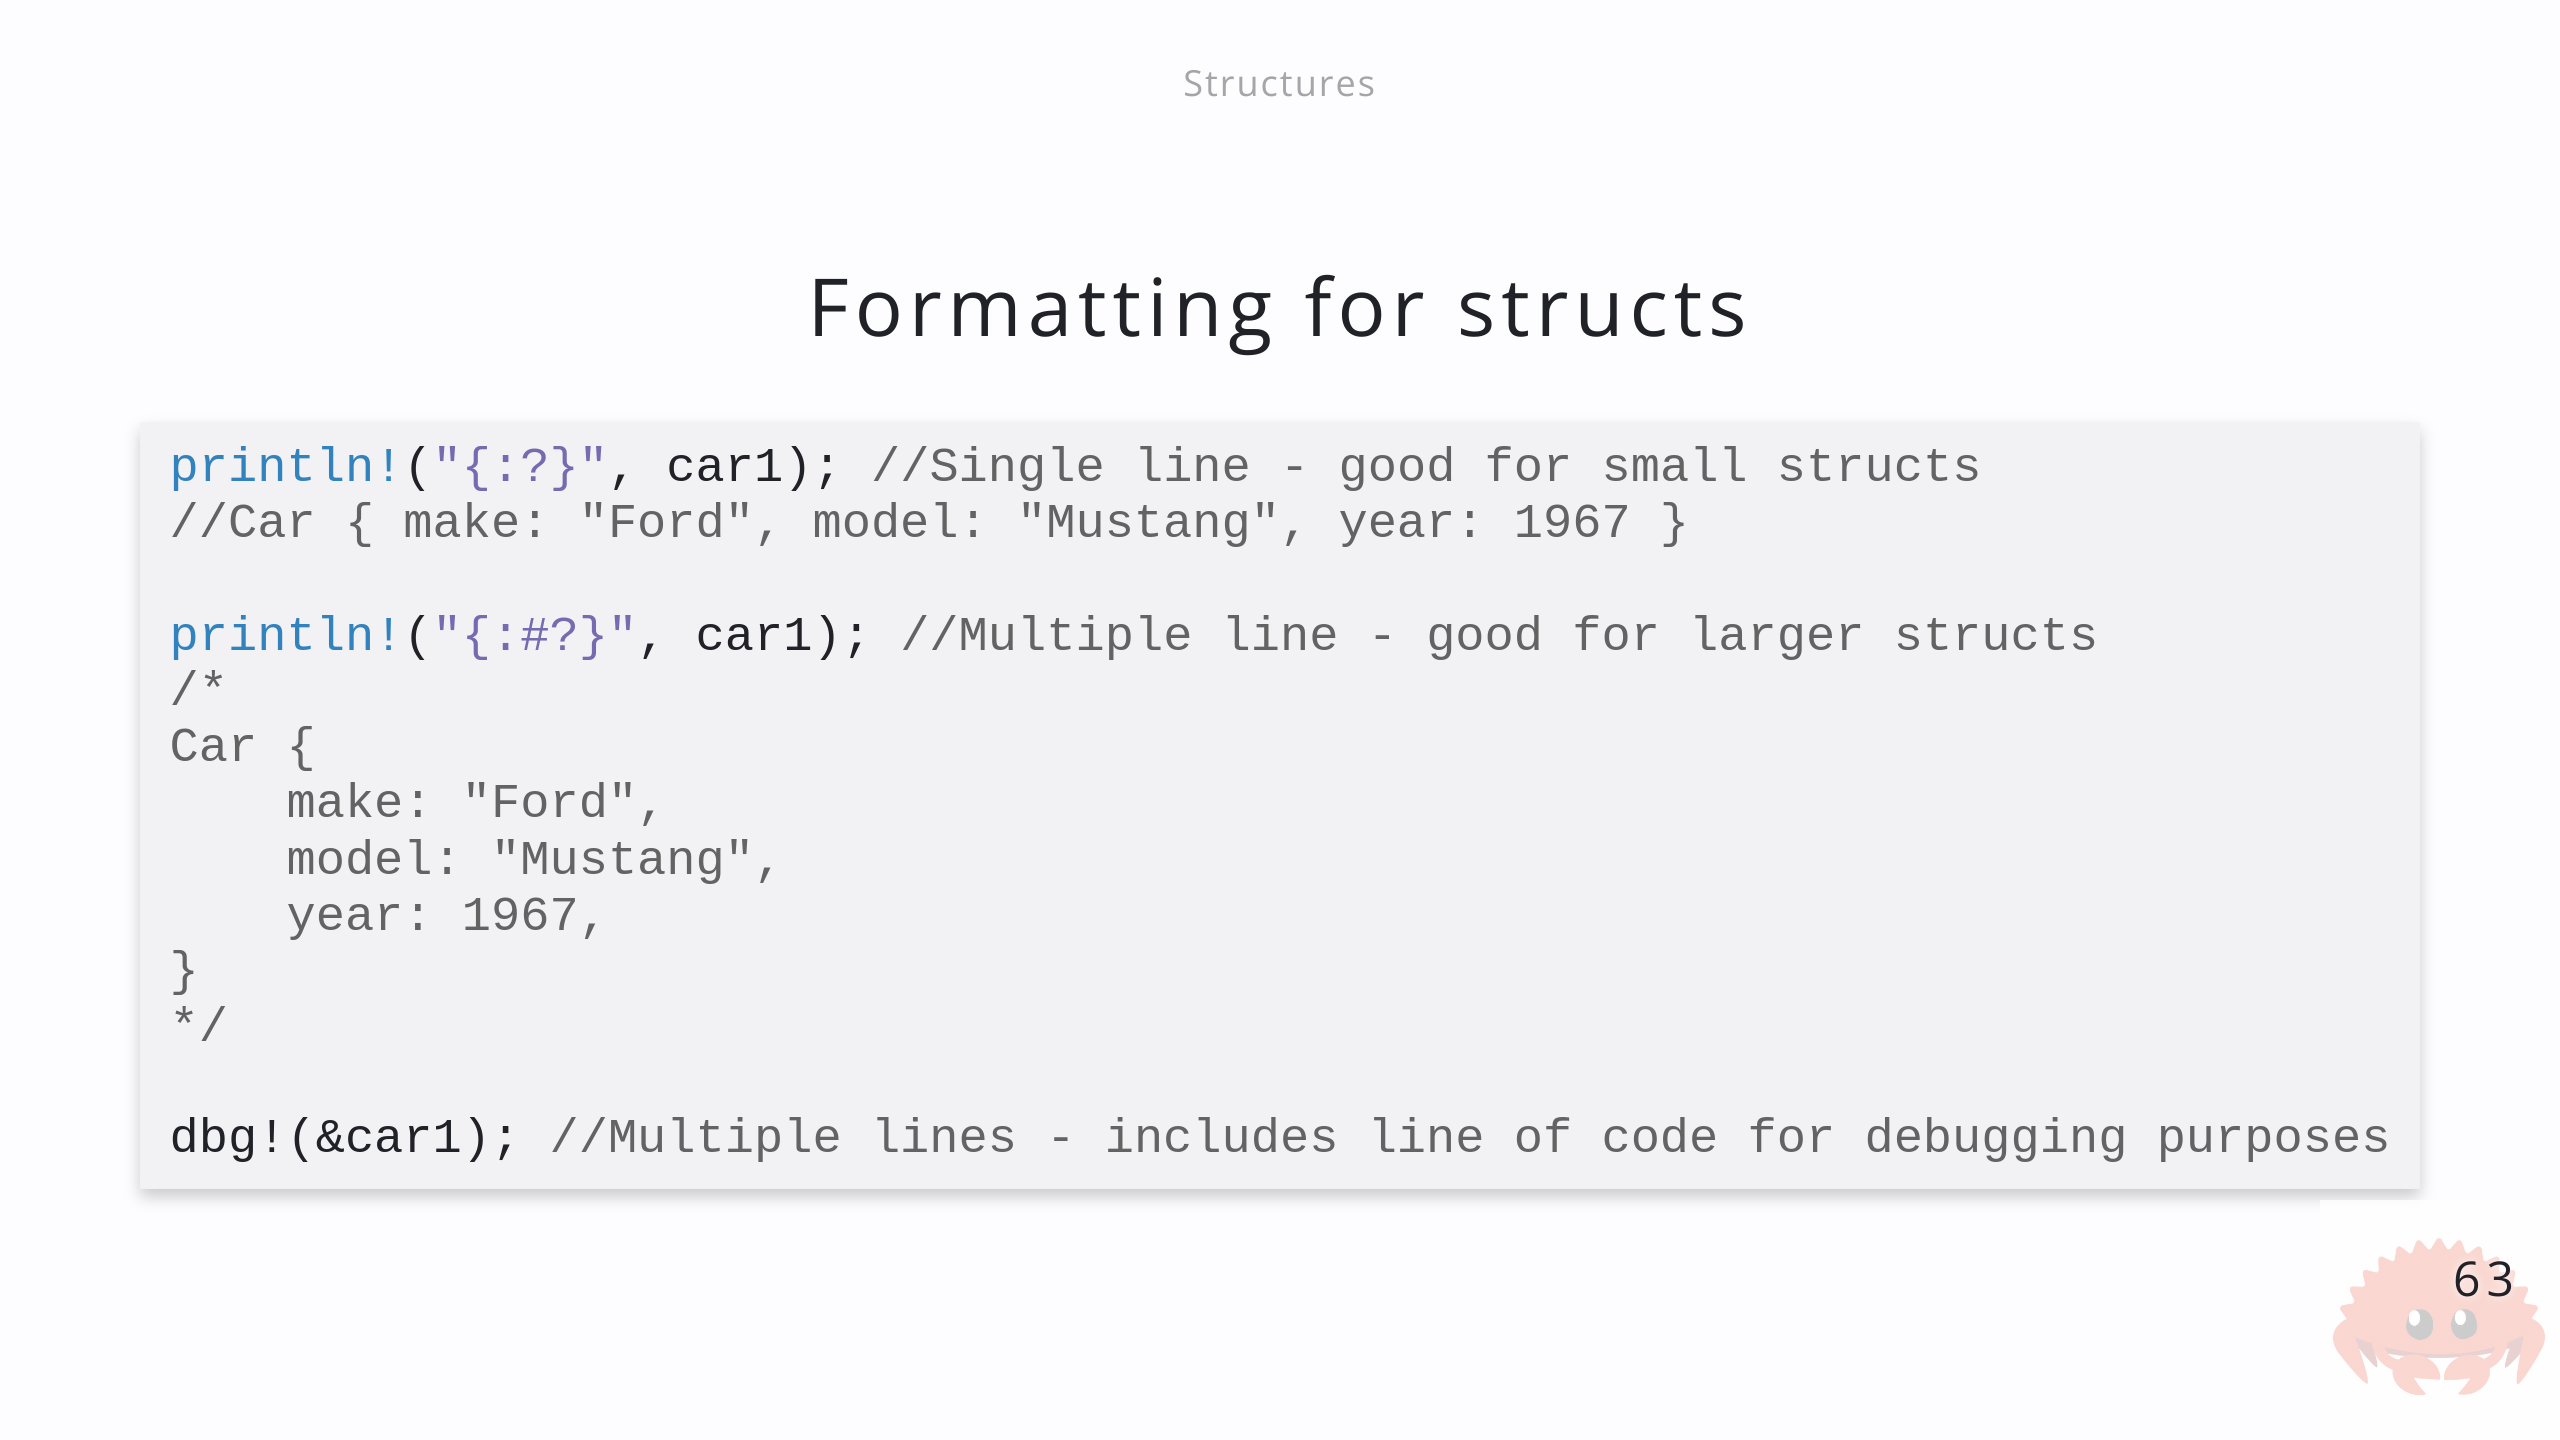 Structures
Formatting for structs
println!("{:?}", car1); //Single line - good for small structs
//Car { make: "Ford", model: "Mustang", year: 1967 }
println!("{:#?}", car1); //Multiple line - good for larger structs
/*
Car {
    make: "Ford",
    model: "Mustang",
    year: 1967,
}
*/
dbg!(&car1); //Multiple lines - includes line of code for debugging purposes
63